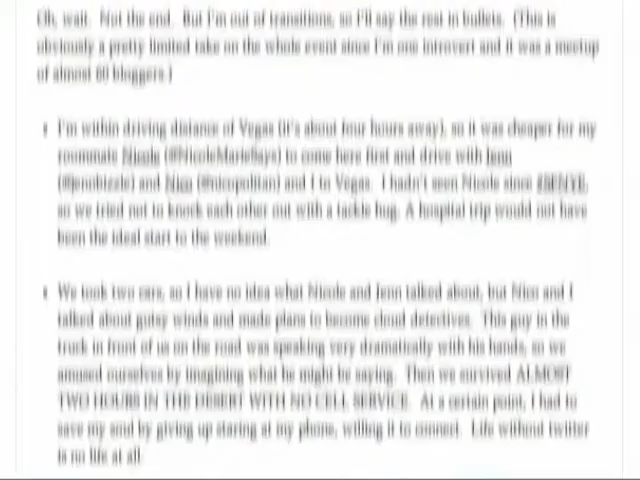 Oh, wait. Not the end. But I'm out of transitions, so I'll say the rest in bullets. (This is
obviously a pretty limited take on the whole event since I'm one introvert and it was a meetup
of almost 60 bloggers.)
I'm within driving distance of Vegas (it's about four hours away), so it was cheaper for my
roommate Nicole (@NicoleMarieSays) to come here first and drive with Jenn
and Nico (@nicopolitan) and I to Vegas. I hadn't seen Nicole since
so we tried not to knock each other out with a tackle hug. A hospital trip would not have
been the ideal start to the weekend.
We took two cars, so I have no idea what Nicole and Jenn talked about, but Nico and I
talked about gutsy winds and made plans to become cloud detectives. This guy in the
truck in front of us on the road was speaking very dramatically with his hands, so we
amused ourselves by imagining what he might be saying. Then we survived ALMOST
TWO HOURS IN THE DESERT WITH NO CELL SERVICE. At a certain point, I had to
save my soul by giving up staring at my phone, willing it to connect. Life without twitter
is no life at all.